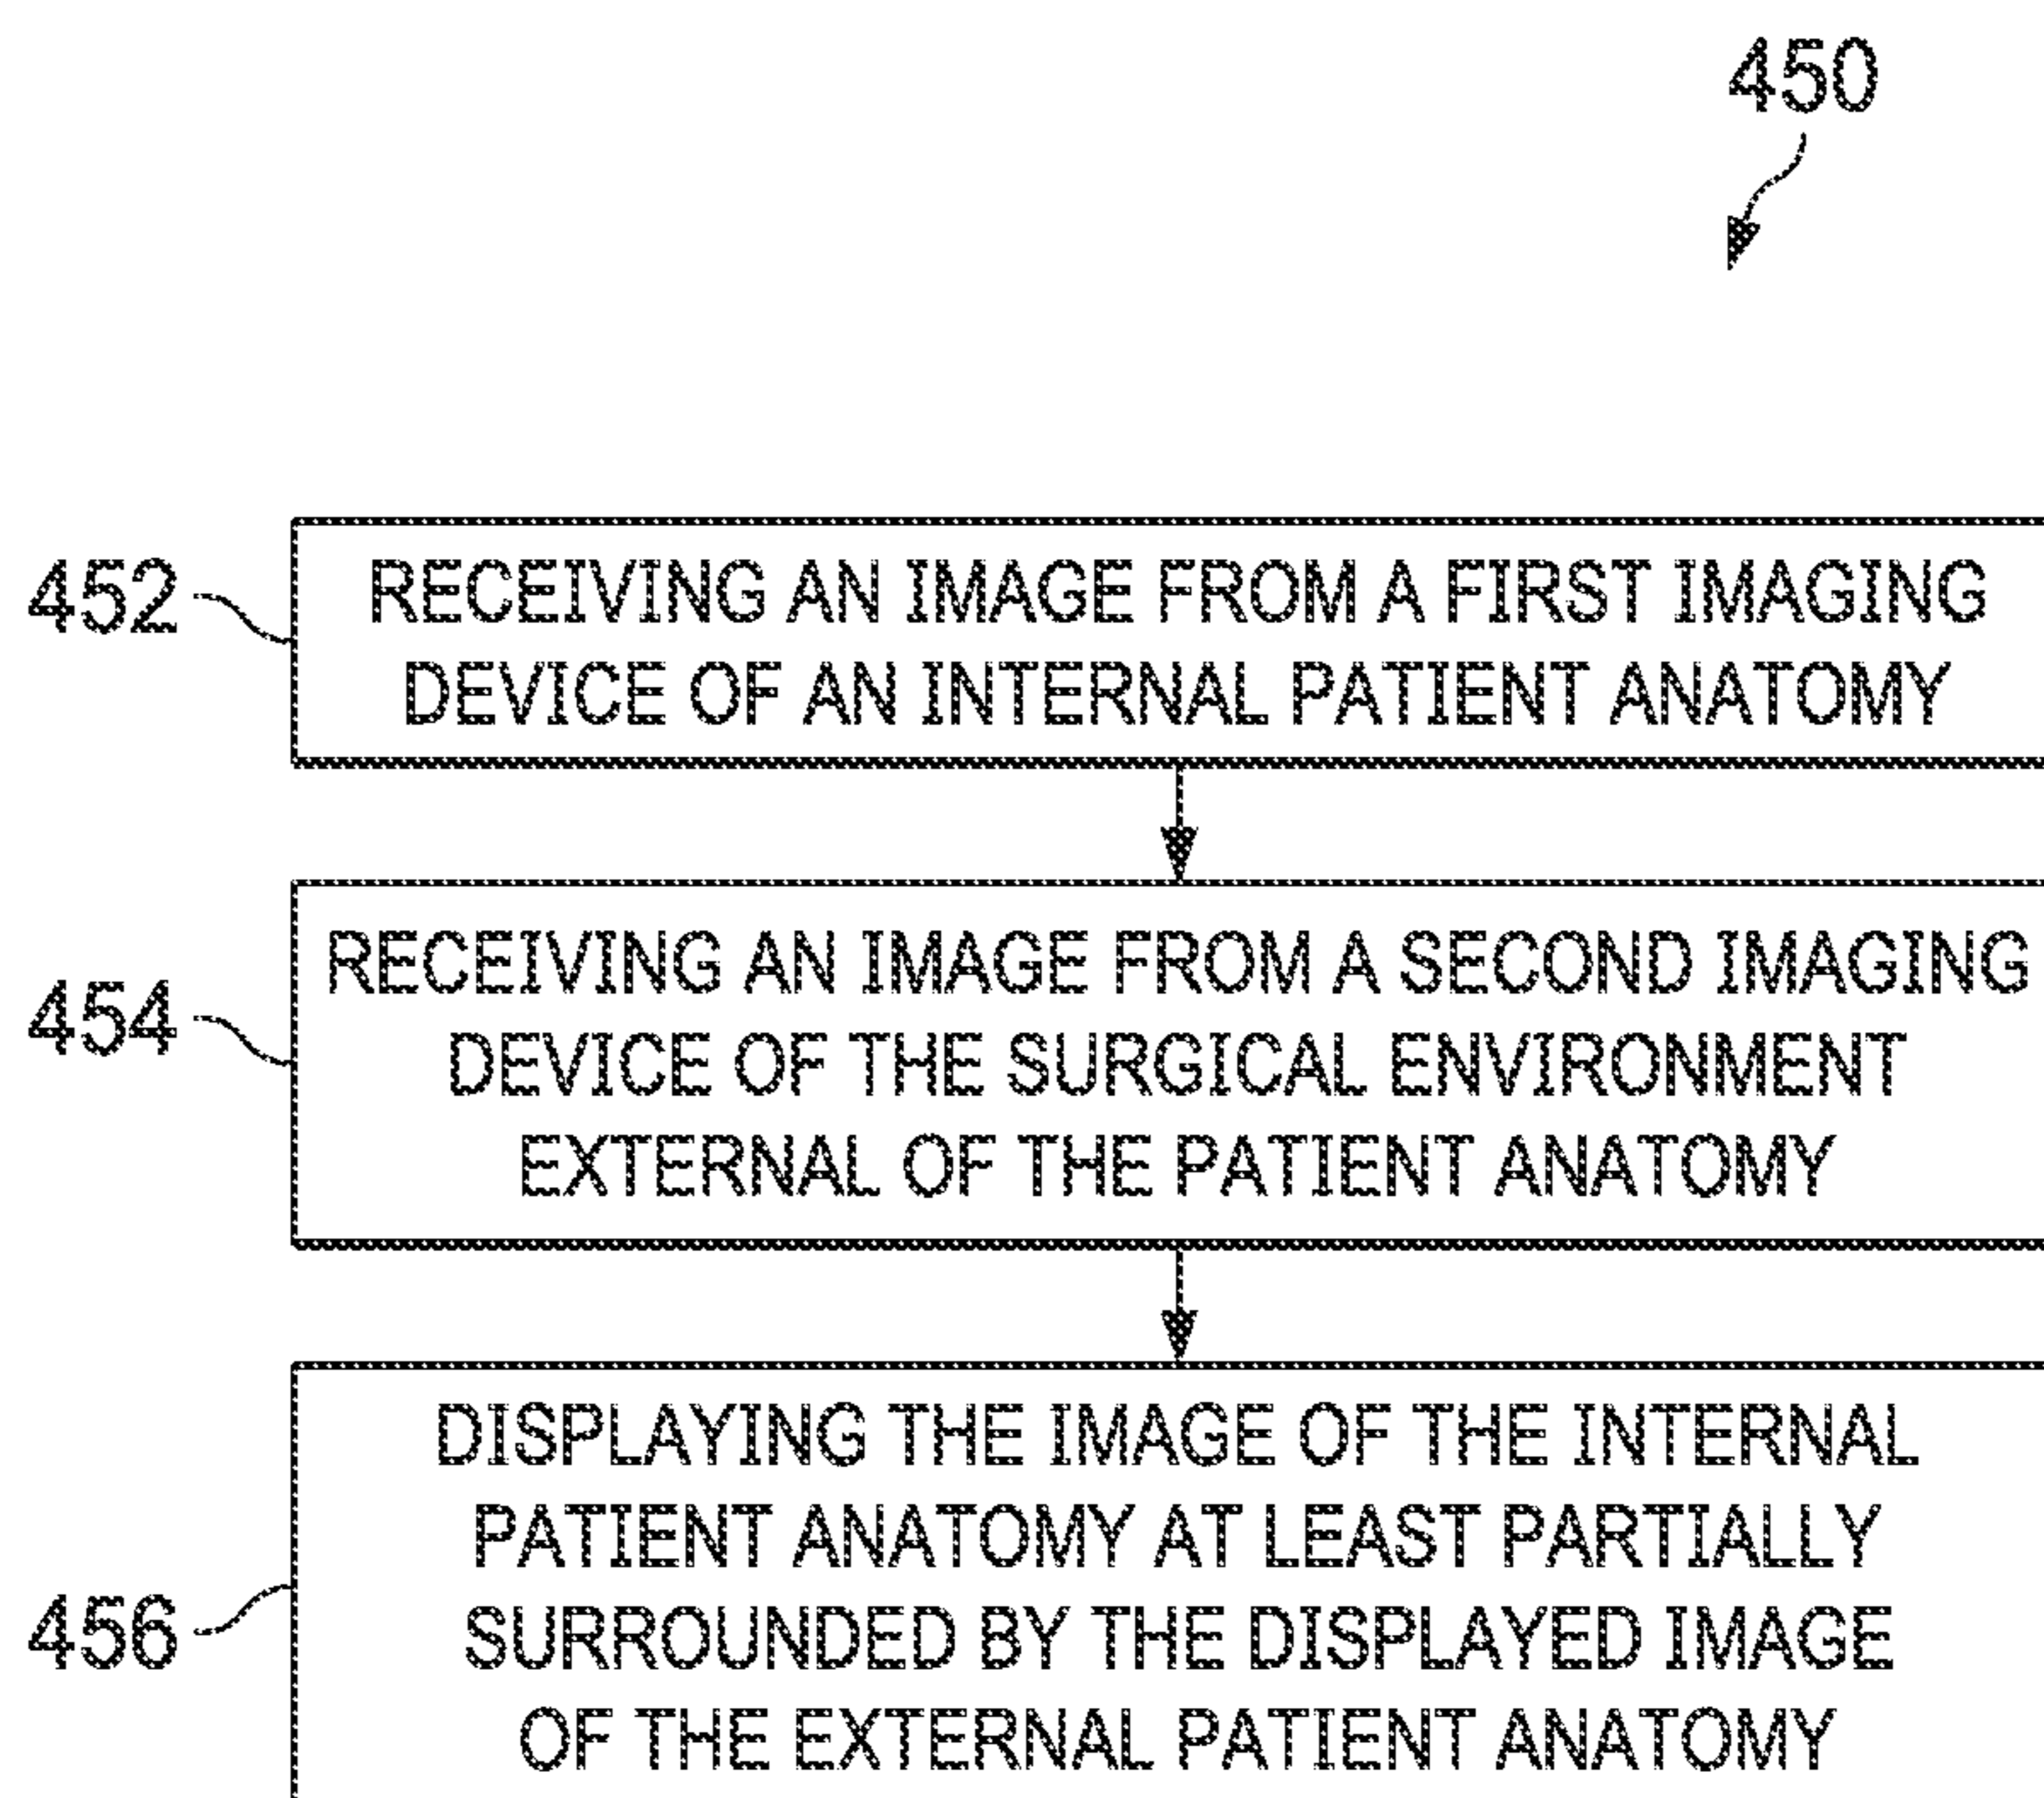 450
452
RECEIVING AN IMAGE FROM A FIRST IMAGING
DEVICE OF AN INTERNAL PATIENT ANATOMY
454
RECEIVING AN IMAGE FROM A SECOND IMAGING
DEVICE OF THE SURGICAL ENVIRONMENT
EXTERNAL OF THE PATIENT ANATOMY
456
DISPLAYING THE IMAGE OF THE INTERNAL
PATIENT ANATOMY AT LEAST PARTIALLY
SURROUNDED BY THE DISPLAYED IMAGE
OF THE EXTERNAL PATIENT ANATOMY